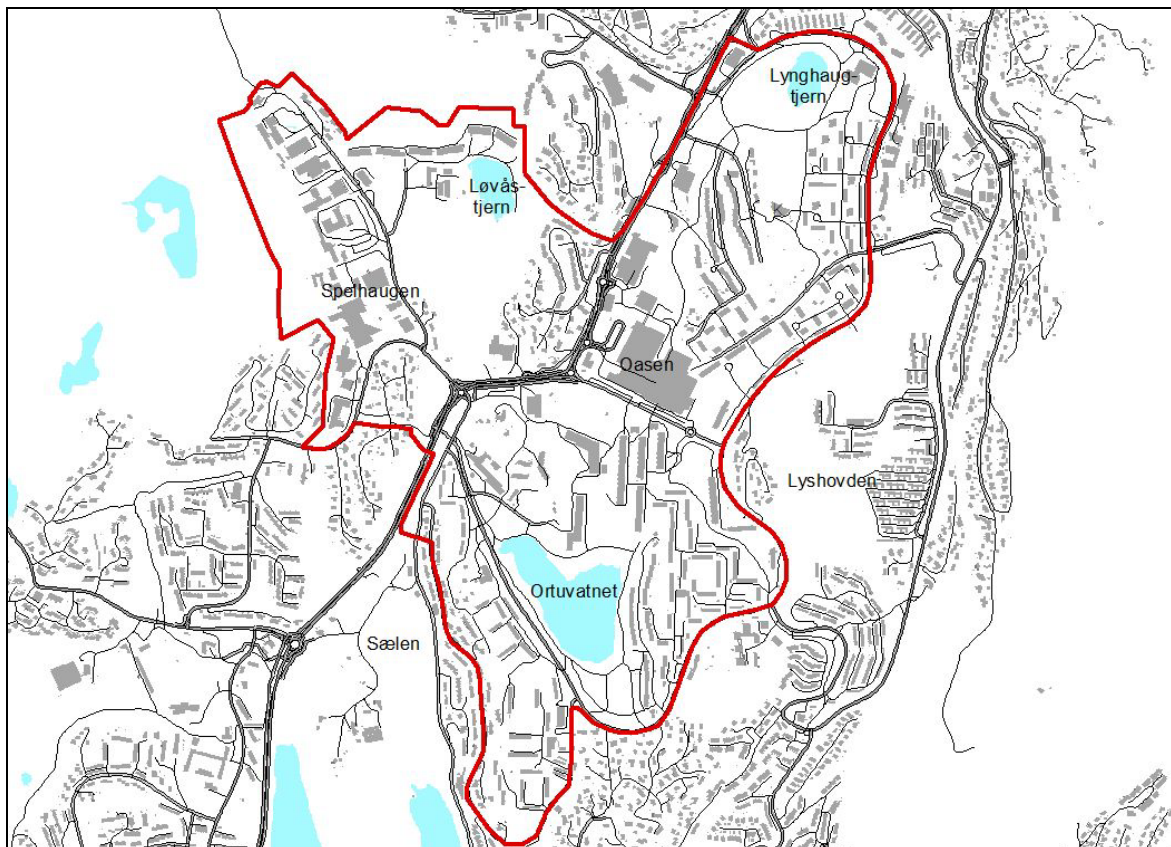 Lynghaug-
tjern
Løvås-
tjern
Spelhaugen
Oasen
Lyshovden
Ortuvatnet
Sælen